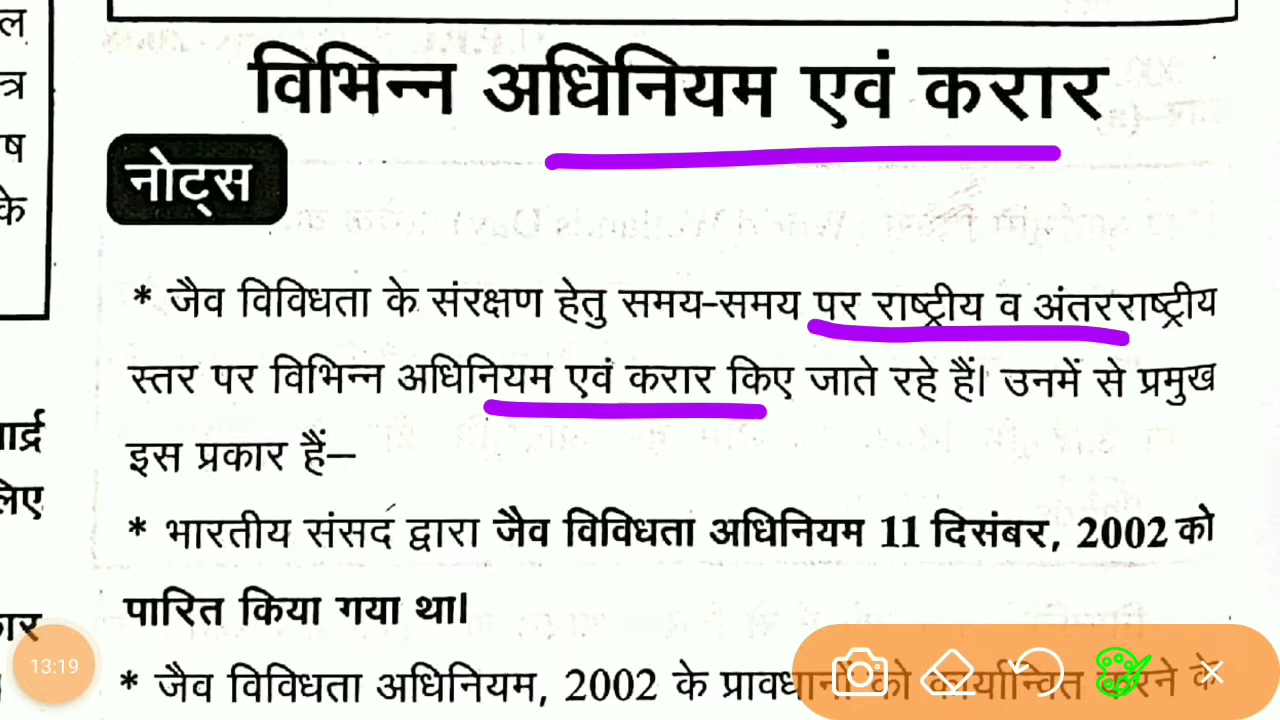 ल
त्र
ष
के
विभिन्न अधिनियम एवं करार
नोट्स
* जैव विविधता के संरक्षण हेतु समय-समय पर राष्ट्रीय व अंतरराष्ट्रीय
स्तर पर विभिन्न अधिनियम एवं करार किए जाते रहे हैं। उनमें से प्रमुख
इस प्रकार हैं–
* भारतीय संसद द्वारा जैव विविधता अधिनियम 11 दिसंबर, 2002 को
पारित किया गया था।
* जैव विविधता अधिनियम, 2002 के प्रावधानों को कार्यान्वित करने के
लिए
13:19